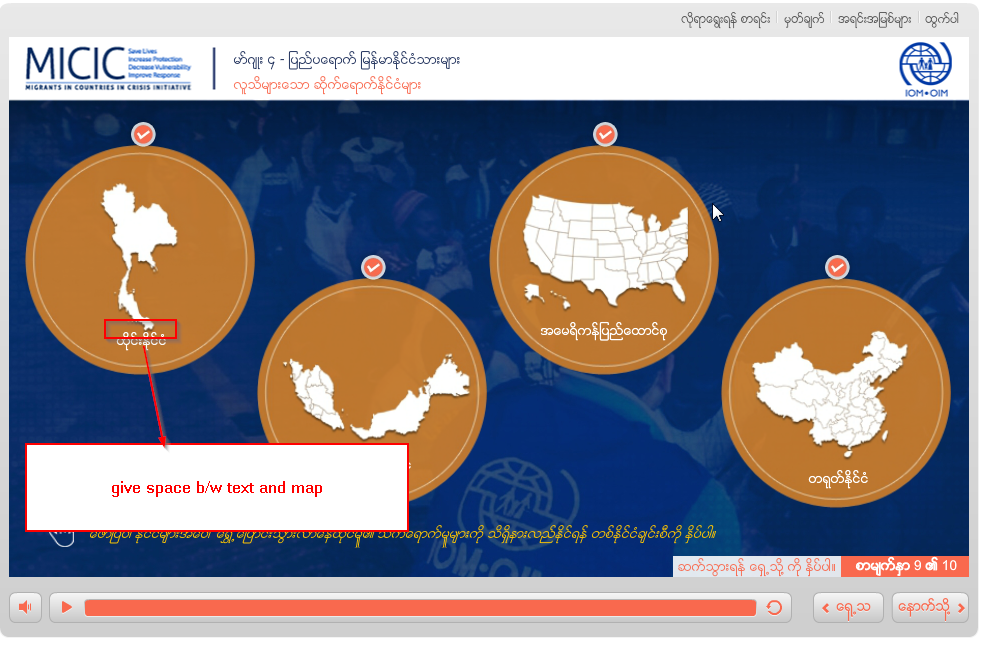 လိုရာရွေးရန် စာရင်း | မှတ်ချက် | အရင်းအမြစ်များ | ထွက်ပါ
MICIC
Save Lives
Increase Protection
Decrease Vulnerability
Improve Response
MIGRANTS IN COUNTRIES IN CRISIS INITIATIVE
မော်ဂျူး ၄ - ပြည်ပရောက် မြန်မာနိုင်ငံသားများ
လူသိများသော ဆိုက်ရောက်နိုင်ငံများ
IOM•OIM
အမေရိကန်ပြည်ထောင်စု
ထိုင်းနိုင်ငံ
တရုတ်နိုင်ငံ
give space b/w text and map
သက်ရောက်မှုများကို သိရှိနားလည်နိုင်ရန် တစ်နိုင်ငံချင်းစီကို နှိပ်ပါ။
ဆက်သွားရန် ရှေ့သို့ ကို နှိပ်ပါ။
စာမျက်နှာ 9 ၏ 10
ရှေ့သ
နောက်သို့